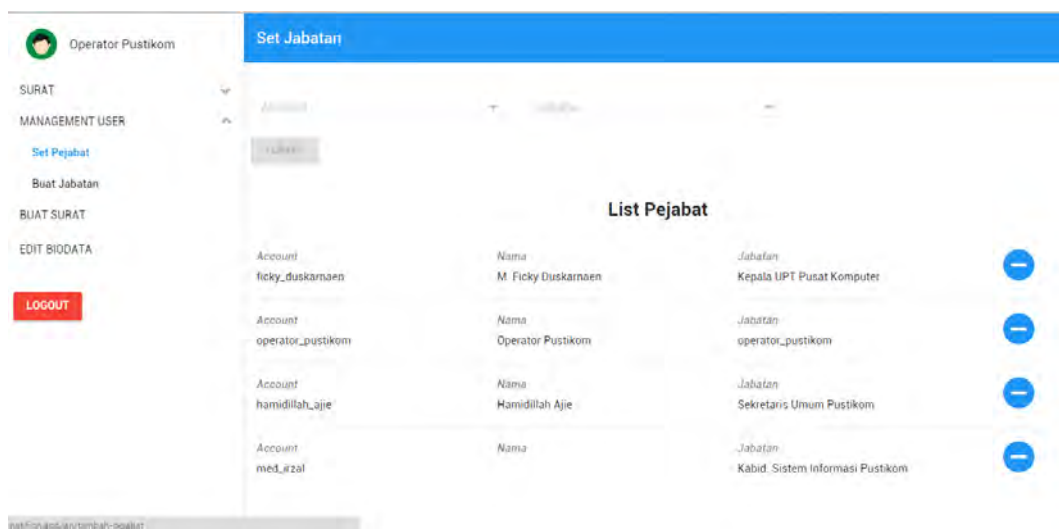 Operator Pustikom
Set Jabatan
SURAT
MANAGEMENT USER
Set Pejabat
Buat Jabatan
BUAT SURAT
EDIT BIODATA
LOGOUT
List Pejabat
Account Nama Jabatan
ficky_duskarnaen M. Ficky Duskarnaen Kepala UPT Pusat Komputer
Account Nama Jabatan
operator_pustikom Operator Pustikom operator_pustikom
Account Nama Jabatan
hamidillah_ajie Hamidillah Ajie Sekretaris Umum Pustikom
Account Nama Jabatan
med_irzal Kabid. Sistem Informasi Pustikom